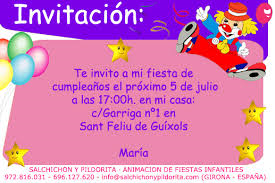 Invitación:
Te invito a mi fiesta de
cumpleaños el próximo 5 de julio
a las 17:00h. en mi casa:
c/Garriga nº1 en
Sant Feliu de Guíxols
María
SALCHICHON Y PILDORITA - ANIMACION DE FIESTAS INFANTILES
972.816.031 - 696.127.620 - info@salchichonypildorita.com (GIRONA - ESPAÑA)